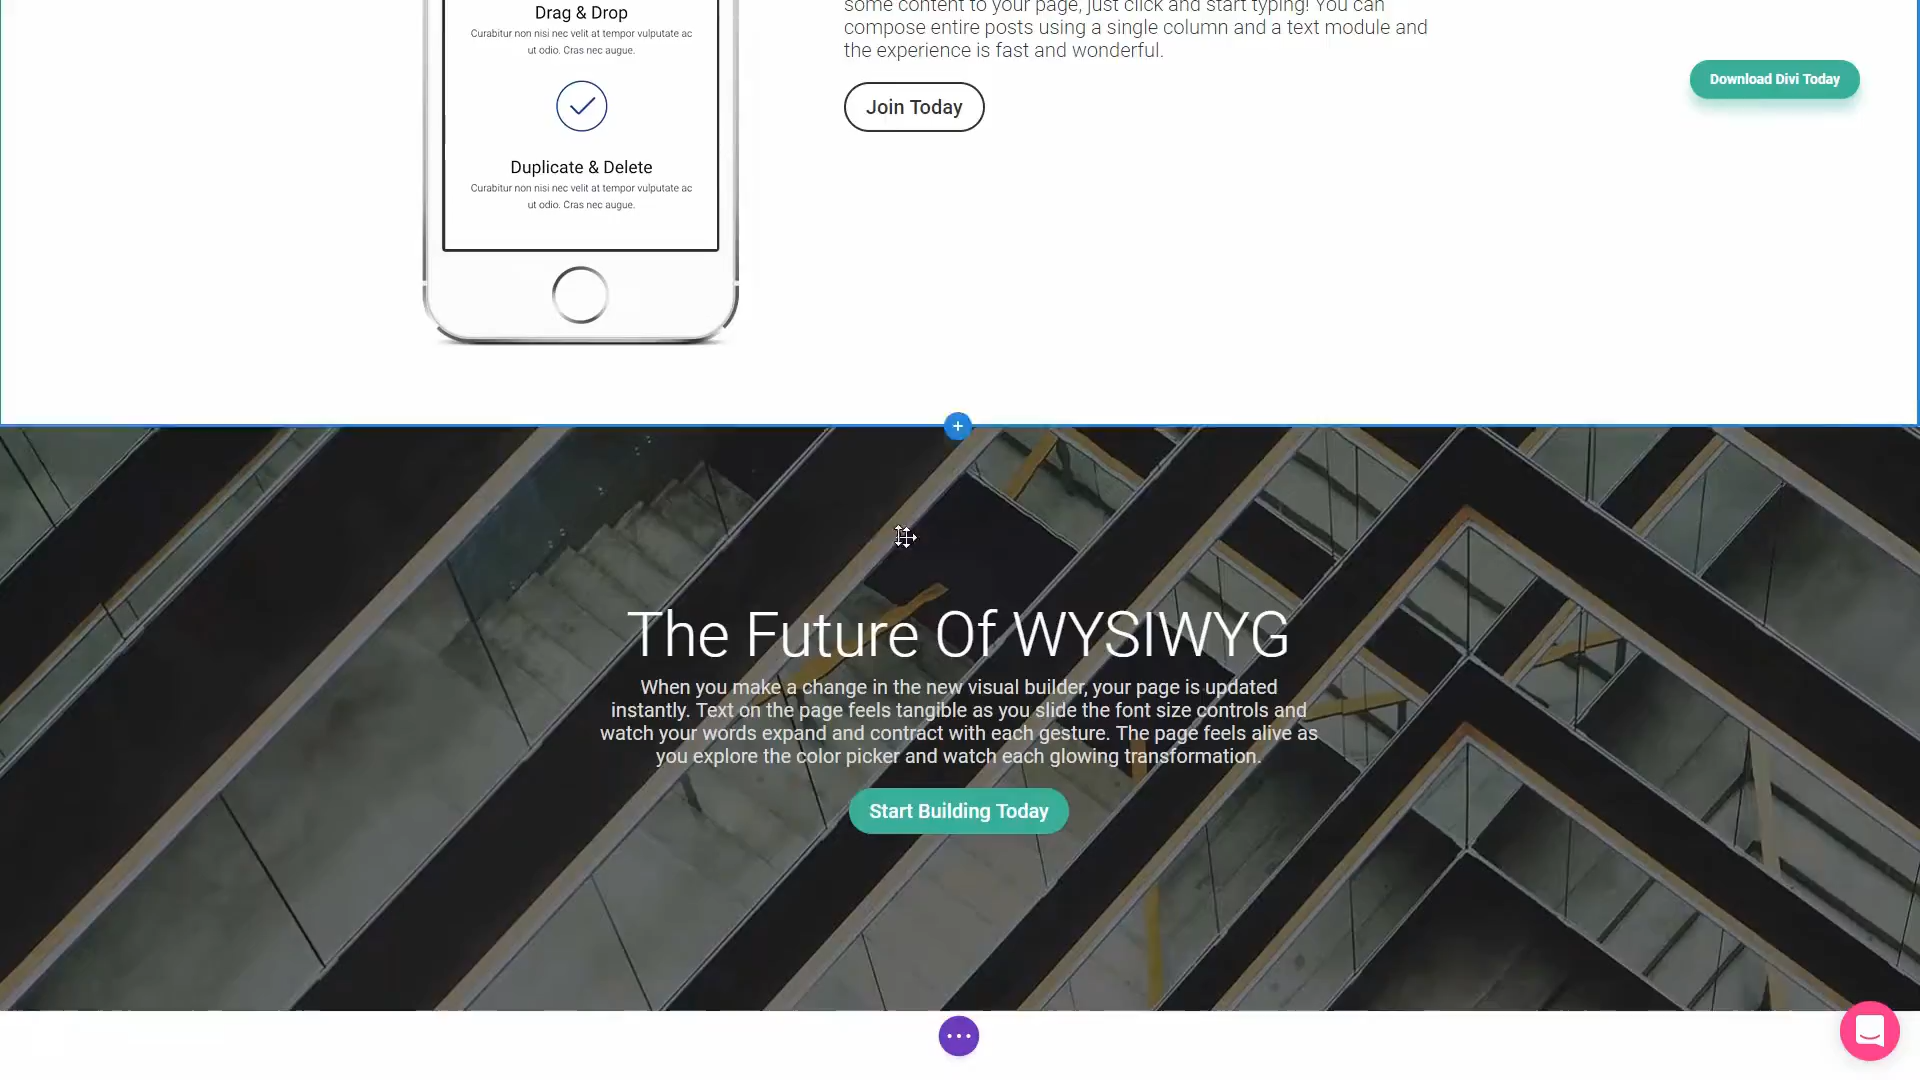 Drag & Drop
Curabitur non nisi nec velit at tempor vulputate ac
ut odio. Cras nec augue.
Duplicate & Delete
Curabitur non nisi nec velit at tempor vulputate ac
ut odio. Cras nec augue.
some content to your page, just click and start typing! You can
compose entire posts using a single column and a text module and
the experience is fast and wonderful.
Join Today
Download Divi Today
The Future Of WYSIWYG
When you make a change in the new visual builder, your page is updated
instantly. Text on the page feels tangible as you slide the font size controls and
watch your words expand and contract with each gesture. The page feels alive as
you explore the color picker and watch each glowing transformation.
Start Building Today